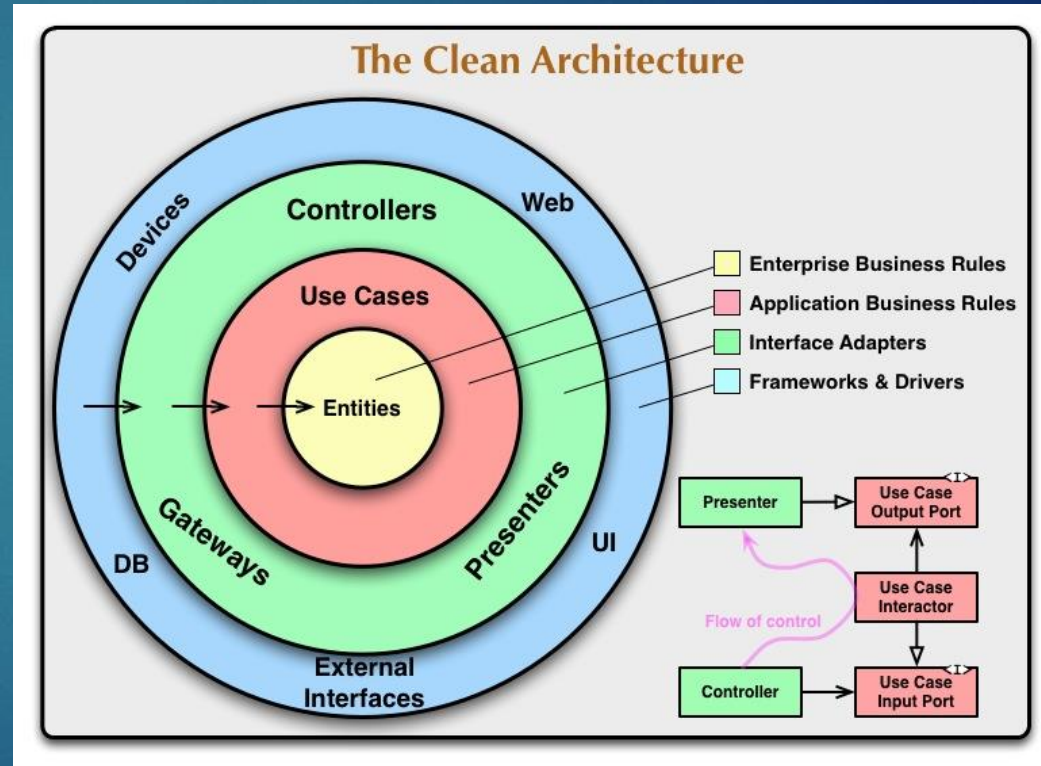 The Clean Architecture
Devices
Controllers
Web
Use Cases
Entities
Gateways
Presenters
DB
UI
External
Interfaces
Enterprise Business Rules
Application Business Rules
Interface Adapters
Frameworks & Drivers
Presenter
<I>
Use Case
Output Port
Flow of control
Use Case
Interactor
Controller
<I>
Use Case
Input Port